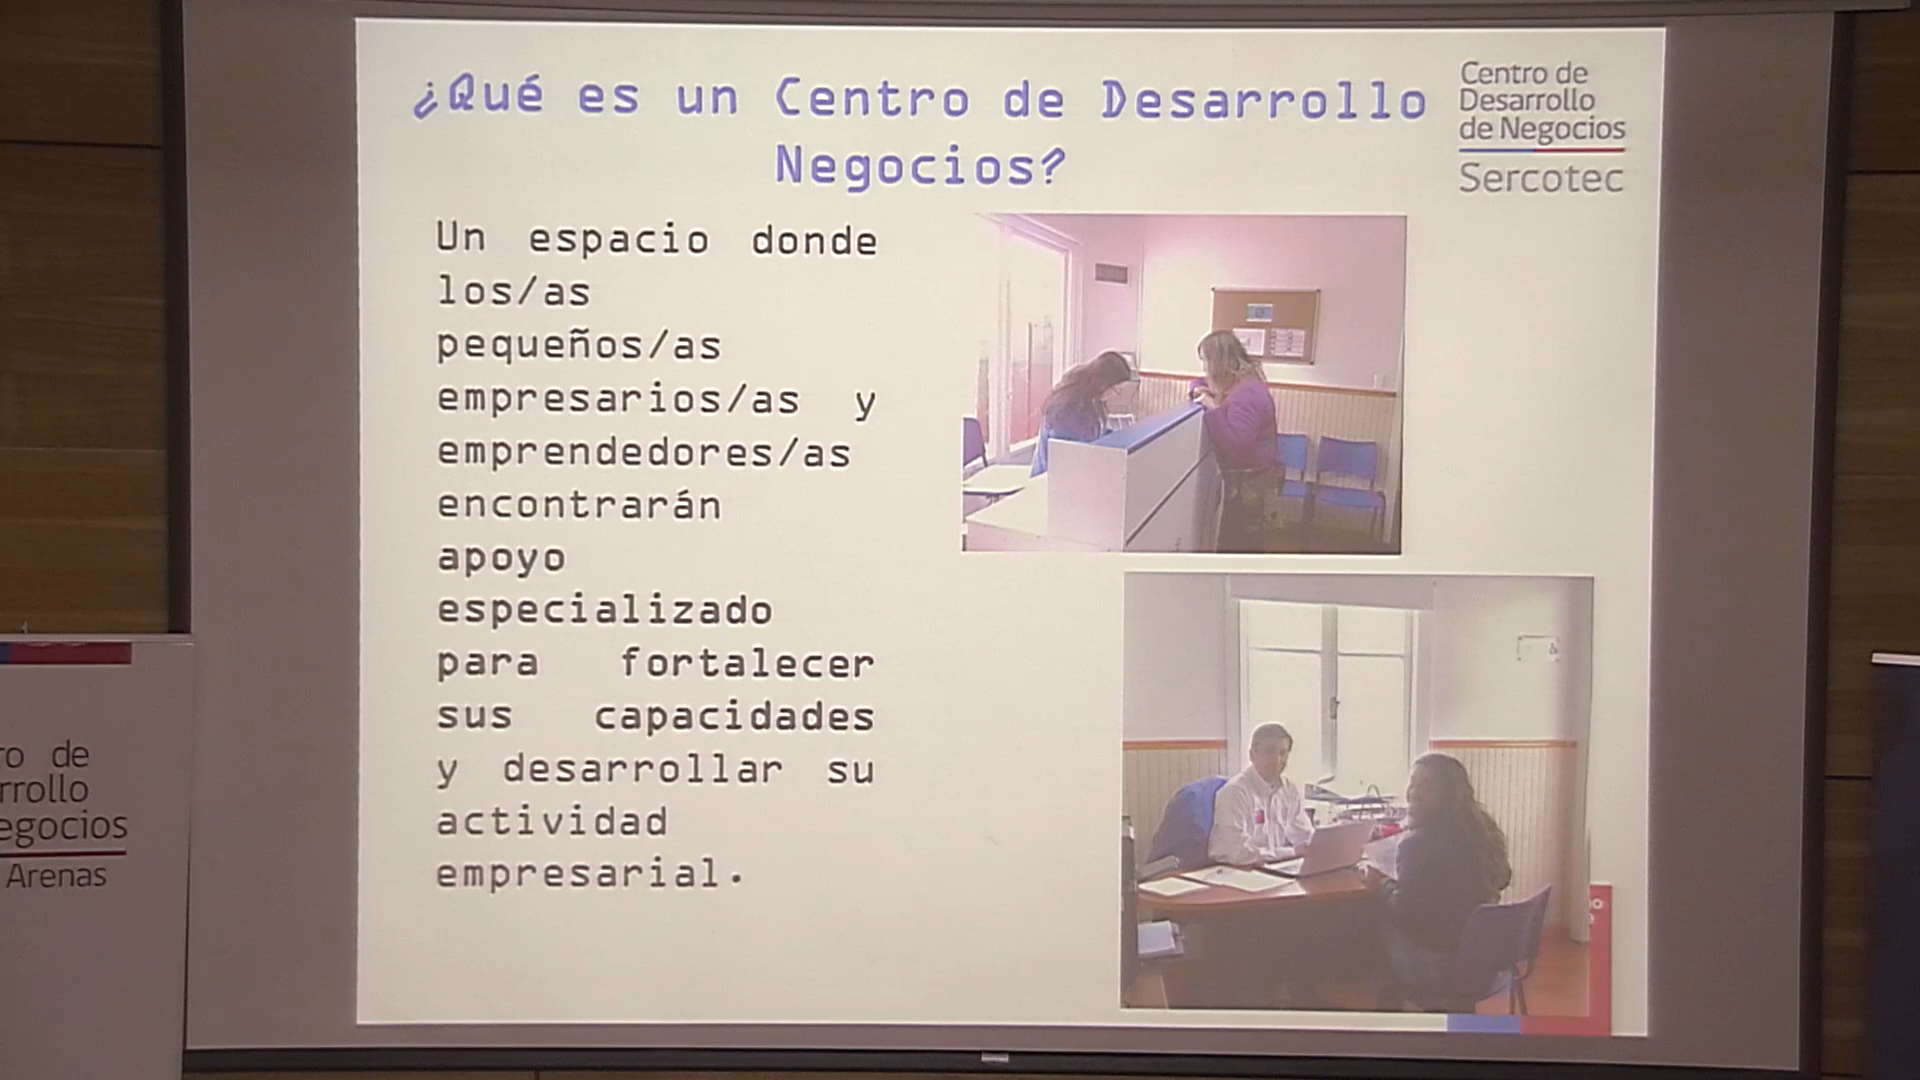 ¿Qué es un Centro de Desarrollo
Negocios?
Centro de
Desarrollo
de Negocios
Sercotec
Un espacio donde
los/as
pequeños/as
empresarios/as y
emprendedores/as
encontrarán
apoyo
especializado
para fortalecer
sus capacidades
y desarrollar su
actividad
empresarial.
ro de
rrollo
egocios
Arenas